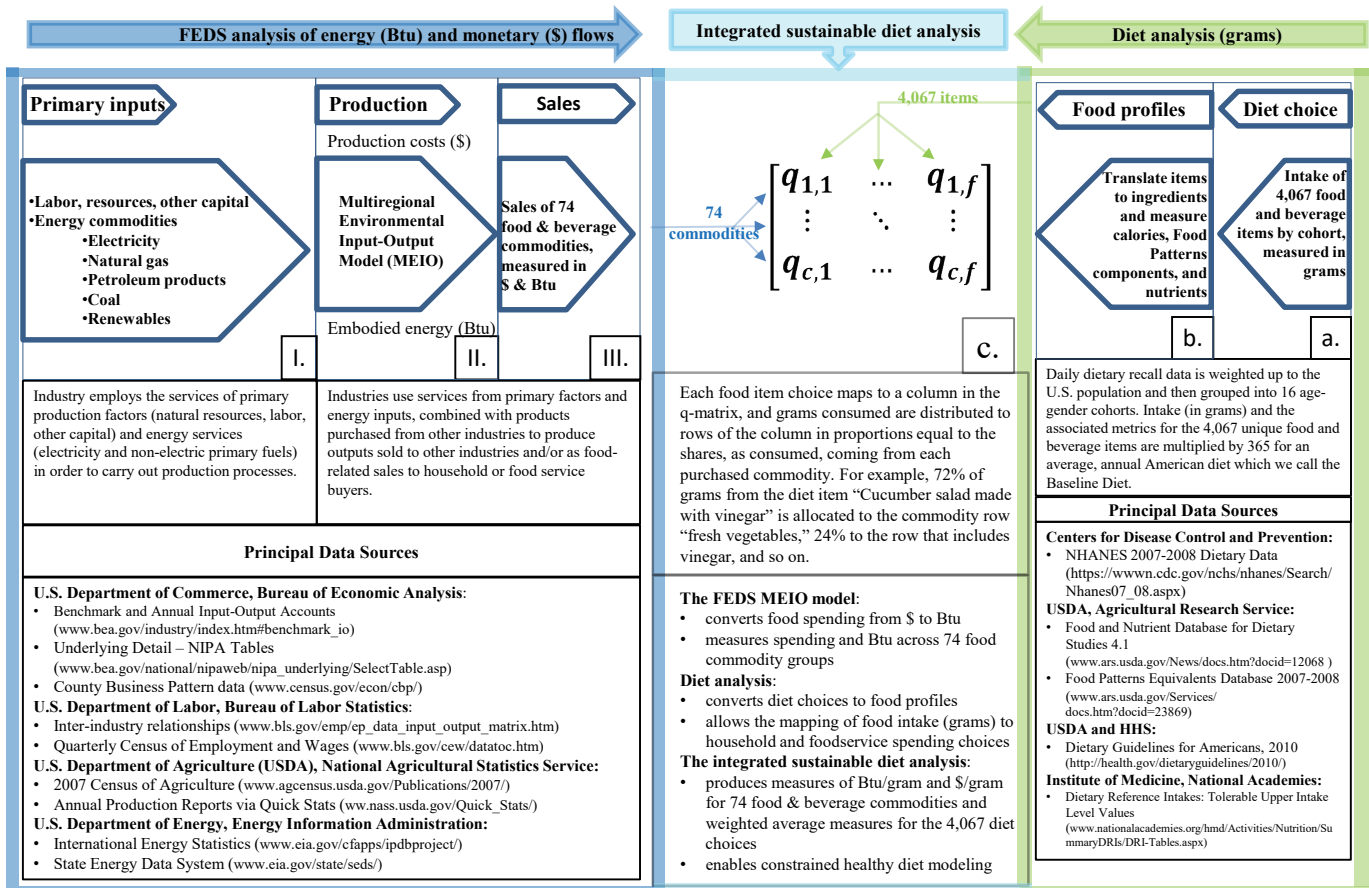 FEDS analysis of energy (Btu) and monetary ($) flows
Integrated sustainable diet analysis
Diet analysis (grams)
Primary inputs
Production
Sales
Production costs ($)
•Labor, resources, other capital
•Energy commodities
•Electricity
•Natural gas
•Petroleum products
•Coal
•Renewables
Multiregional
Environmental
Input-Output
Model (MEIO)
Sales of 74
food & beverage
commodities,
measured in
$ & Btu
Embodied energy (Btu)
I.
II.
III.
Industry employs the services of primary
production factors (natural resources, labor,
other capital) and energy services
(electricity and non-electric primary fuels)
in order to carry out production processes.
Industries use services from primary factors and
energy inputs, combined with products
purchased from other industries to produce
outputs sold to other industries and/or as food-
related sales to household or food service
buyers.
Principal Data Sources
U.S. Department of Commerce, Bureau of Economic Analysis:
• Benchmark and Annual Input-Output Accounts
(www.bea.gov/industry/index.htm#benchmark_io)
• Underlying Detail – NIPA Tables
(www.bea.gov/national/nipaweb/nipa_underlying/SelectTable.asp)
• County Business Pattern data (www.census.gov/econ/cbp/)
U.S. Department of Labor, Bureau of Labor Statistics:
• Inter-industry relationships (www.bls.gov/emp/ep_data_input_output_matrix.htm)
• Quarterly Census of Employment and Wages (www.bls.gov/cew/datatoc.htm)
U.S. Department of Agriculture (USDA), National Agricultural Statistics Service:
• 2007 Census of Agriculture (www.agcensus.usda.gov/Publications/2007/)
• Annual Production Reports via Quick Stats (ww.nass.usda.gov/Quick_Stats/)
U.S. Department of Energy, Energy Information Administration:
• International Energy Statistics (www.eia.gov/cfapps/ipdbproject/)
• State Energy Data System (www.eia.gov/state/seds/)
4,067 items
74
commodities
q1,1 ... q1,f
⋮ ⋱ ⋮
qc,1 ... qc,f
c.
Each food item choice maps to a column in the
q-matrix, and grams consumed are distributed to
rows of the column in proportions equal to the
shares, as consumed, coming from each
purchased commodity. For example, 72% of
grams from the diet item “Cucumber salad made
with vinegar” is allocated to the commodity row
“fresh vegetables,” 24% to the row that includes
vinegar, and so on.
The FEDS MEIO model:
• converts food spending from $ to Btu
• measures spending and Btu across 74 food
commodity groups
Diet analysis:
• converts diet choices to food profiles
• allows the mapping of food intake (grams) to
household and foodservice spending choices
The integrated sustainable diet analysis:
• produces measures of Btu/gram and $/gram
for 74 food & beverage commodities and
weighted average measures for the 4,067 diet
choices
• enables constrained healthy diet modeling
Food profiles
Diet choice
Translate items
to ingredients
and measure
calories, Food
Patterns
components, and
nutrients
Intake of
4,067 food
and beverage
items by cohort,
measured in
grams
b.
a.
Daily dietary recall data is weighted up to the
U.S. population and then grouped into 16 age-
gender cohorts. Intake (in grams) and the
associated metrics for the 4,067 unique food and
beverage items are multiplied by 365 for an
average, annual American diet which we call the
Baseline Diet.
Principal Data Sources
Centers for Disease Control and Prevention:
• NHANES 2007-2008 Dietary Data
(https://wwwn.cdc.gov/nchs/nhanes/Search/
Nhanes07_08.aspx)
USDA, Agricultural Research Service:
• Food and Nutrient Database for Dietary
Studies 4.1
(www.ars.usda.gov/News/docs.htm?docid=12068 )
• Food Patterns Equivalents Database 2007-2008
(www.ars.usda.gov/Services/
docs.htm?docid=23869)
USDA and HHS:
• Dietary Guidelines for Americans, 2010
(http://health.gov/dietaryguidelines/2010/)
Institute of Medicine, National Academies:
• Dietary Reference Intakes: Tolerable Upper Intake
Level Values
(www.nationalacademies.org/hmd/Activities/Nutrition/Su
mmaryDRIs/DRI-Tables.aspx)